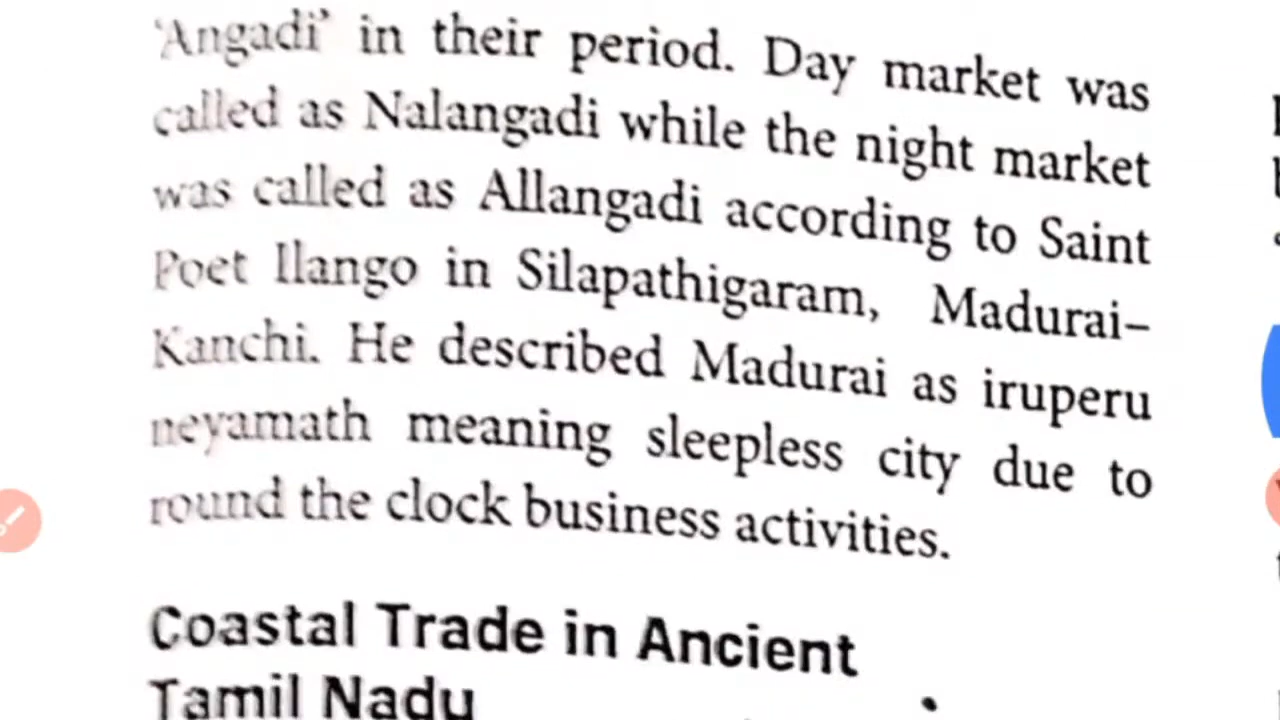 'Angadi' in their period. Day market was
called as Nalangadi while the night market
was called as Allangadi according to Saint
Poet Ilango in Silapathigaram, Madurai–
Kanchi. He described Madurai as iruperu
neyamath meaning sleepless city due to
round the clock business activities.
Coastal Trade in Ancient
Tamil Nadu